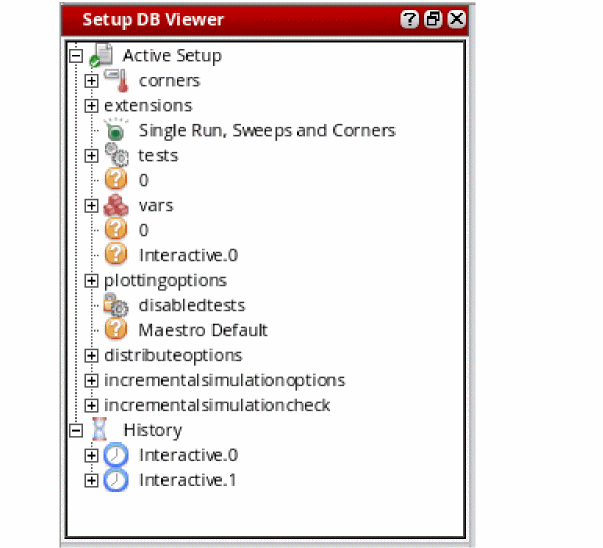 Setup DB Viewer
Active Setup
corners
extensions
Single Run, Sweeps and Corners
tests
0
vars
0
Interactive.0
plottingoptions
disabledtests
Maestro Default
distributeoptions
incrementalsimulationoptions
incrementalsimulationcheck
History
Interactive.0
Interactive.1